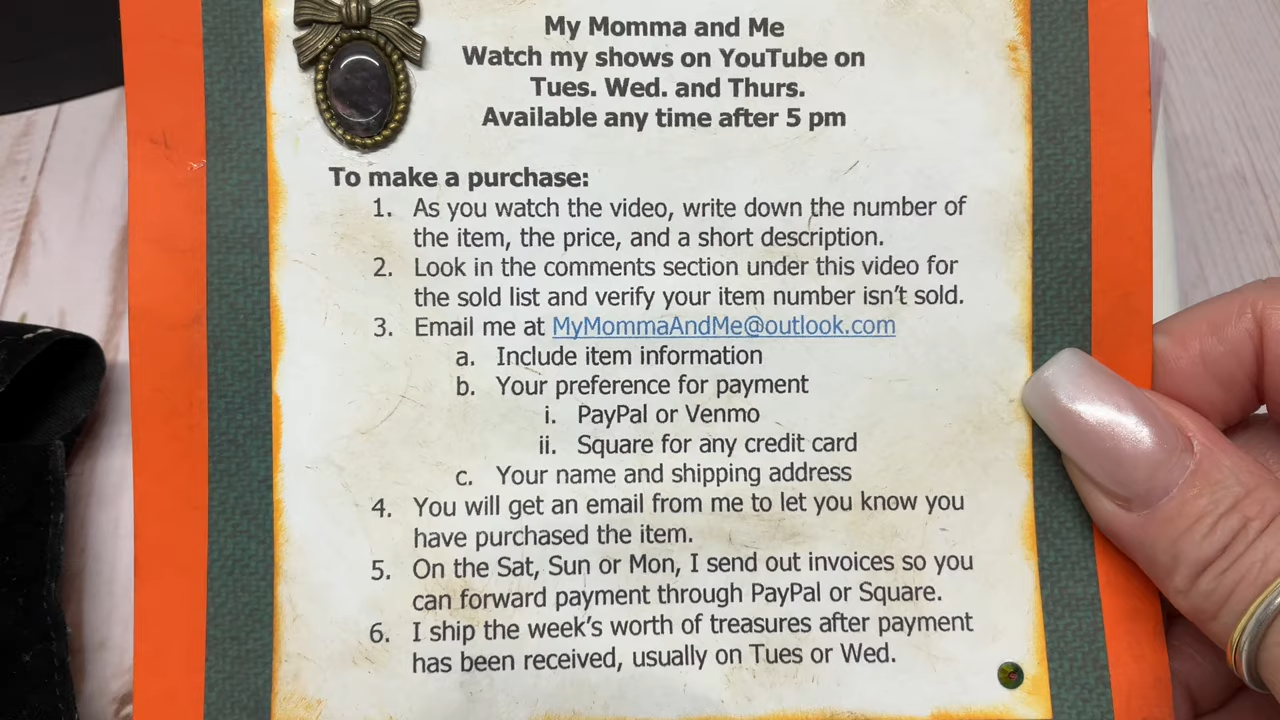 My Momma and Me
Watch my shows on YouTube on
Tues. Wed. and Thurs.
Available any time after 5 pm
To make a purchase:
1. As you watch the video, write down the number of
the item, the price, and a short description.
2. Look in the comments section under this video for
the sold list and verify your item number isn't sold.
3. Email me at MyMommaAndMe@outlook.com
a. Include item information
b. Your preference for payment
i. PayPal or Venmo
ii. Square for any credit card
c. Your name and shipping address
4. You will get an email from me to let you know you
have purchased the item.
5. On the Sat, Sun or Mon, I send out invoices so you
can forward payment through PayPal or Square.
6. I ship the week's worth of treasures after payment
has been received, usually on Tues or Wed.